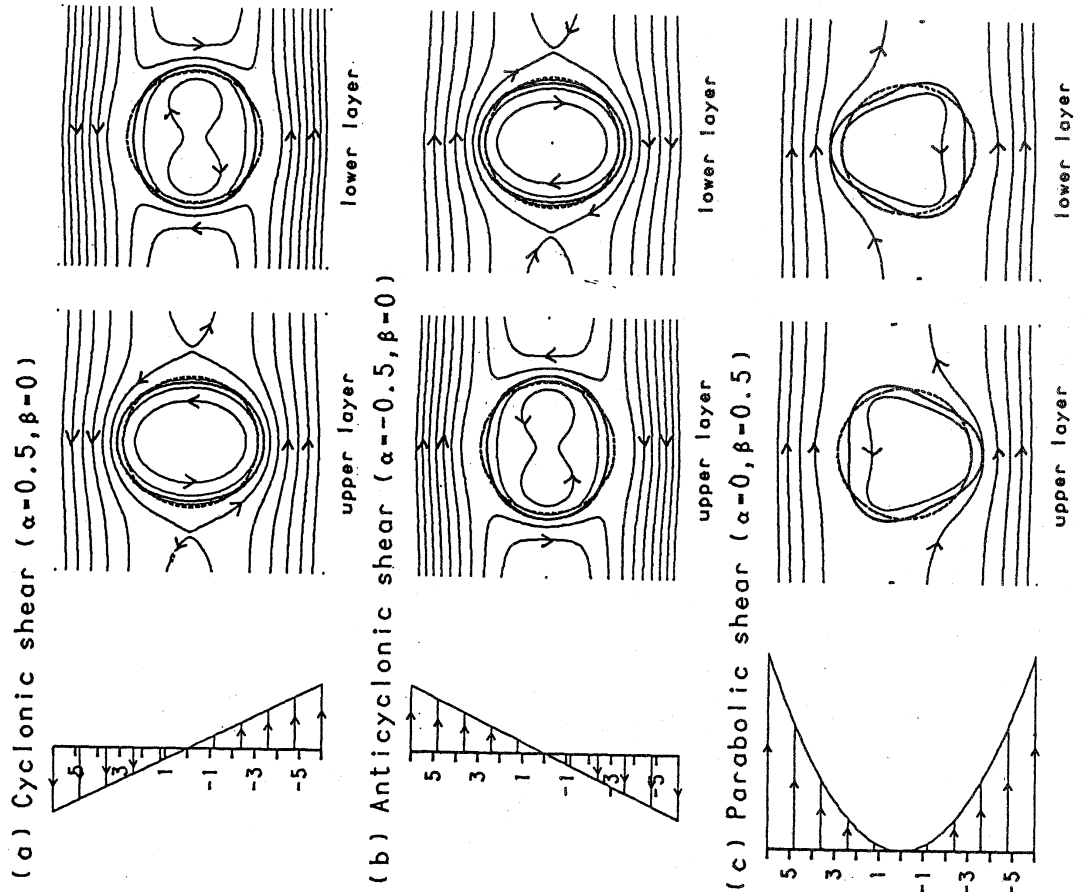 (a) Cyclonic shear (α=0.5,β=0)
5
3
1
-1
-3
-5
upper layer
lower layer
(b) Anticyclonic shear (α=-0.5,β=0)
5
3
1
-1
-3
-5
upper layer
lower layer
(c) Parabolic shear (α=0,β=0.5)
5
3
1
-1
-3
-5
upper layer
lower layer